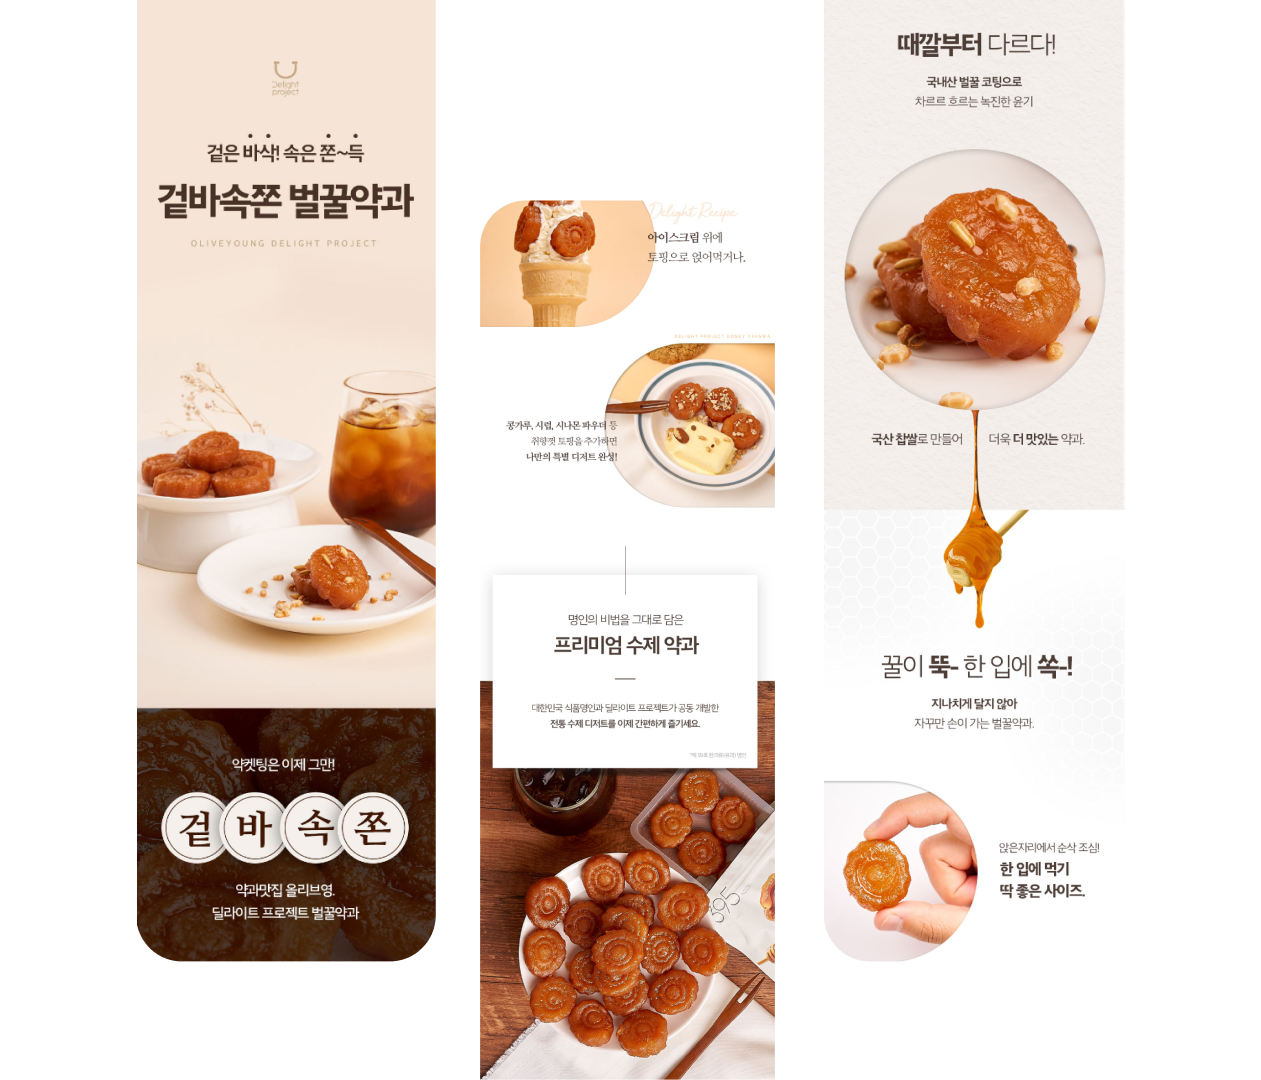 Delight
project
겉은 바삭! 속은 쫀~득
겉바속쫀 벌꿀약과
OLIVEYOUNG DELIGHT PROJECT
약켓팅은 이제 그만!
겉바속쫀
약과맛집 올리브영.
딜라이트 프로젝트 벌꿀약과
Delight Recipe
아이스크림 위에
토핑으로 얹어먹거나.
DELIGHT PROJECT HONEY YAKGWA
콩가루, 시럽, 시나몬 파우더 등
취향껏 토핑을 추가하면
나만의 특별 디저트 완성!
명인의 비법을 그대로 담은
프리미엄 수제 약과
대한민국 식품명인과 딜라이트 프로젝트가 공동 개발한
전통 수제 디저트를 이제 간편하게 즐기세요.
395
때깔부터 다르다!
국내산 벌꿀 코팅으로
차르르 흐르는 녹진한 윤기
국산 찹쌀로 만들어 더욱 더 맛있는 약과.
꿀이 뚝- 한 입에 쏙-!
지나치게 달지 않아
자꾸만 손이 가는 벌꿀약과.
앉은자리에서 순삭 조심!
한 입에 먹기
딱 좋은 사이즈.